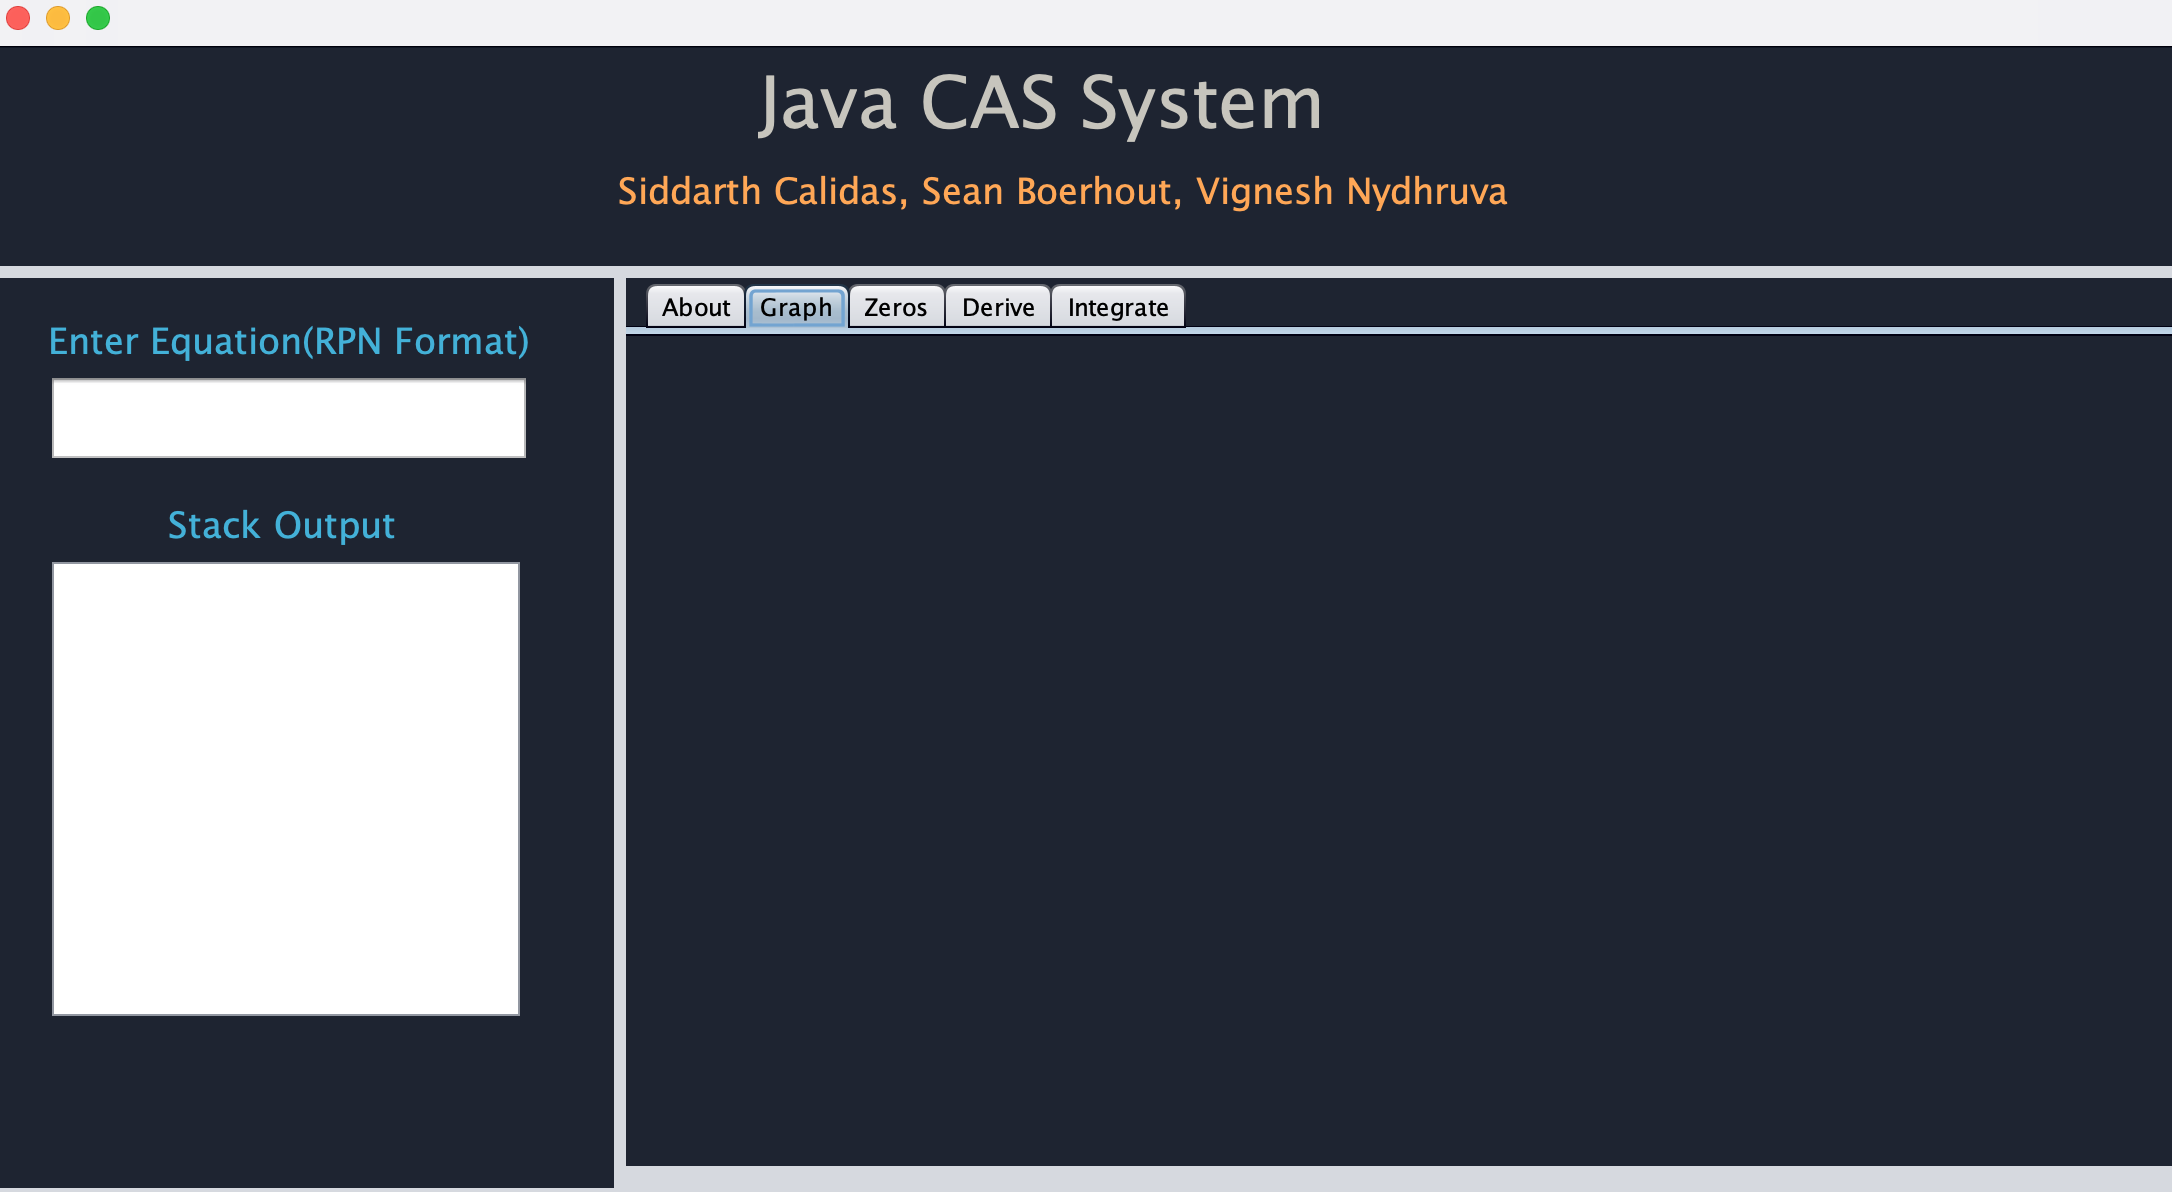 Java CAS System
Siddarth Calidas, Sean Boerhout, Vignesh Nydhruva
About Graph Zeros Derive Integrate
Enter Equation(RPN Format)
Stack Output